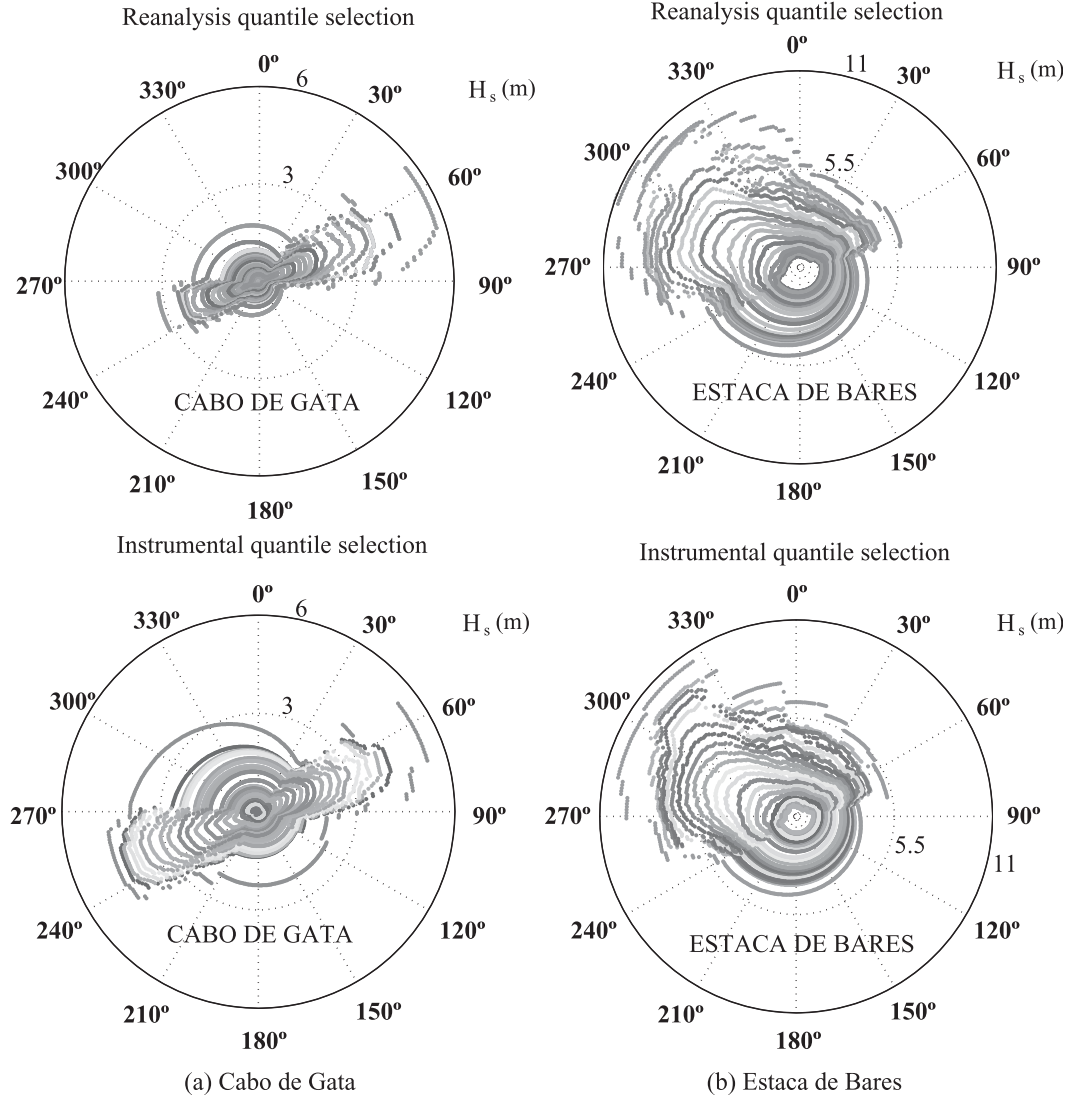 Reanalysis quantile selection
0º
6
30º
60º
90º
120º
150º
180º
210º
240º
270º
300º
330º
3
Hs (m)
CABO DE GATA
Reanalysis quantile selection
0º
11
30º
60º
90º
120º
150º
180º
210º
240º
270º
300º
330º
5.5
Hs (m)
ESTACA DE BARES
Instrumental quantile selection
0º
6
30º
60º
90º
120º
150º
180º
210º
240º
270º
300º
330º
3
Hs (m)
CABO DE GATA
(a) Cabo de Gata
Instrumental quantile selection
0º
30º
60º
90º
11
120º
150º
180º
210º
240º
270º
300º
330º
5.5
Hs (m)
ESTACA DE BARES
(b) Estaca de Bares